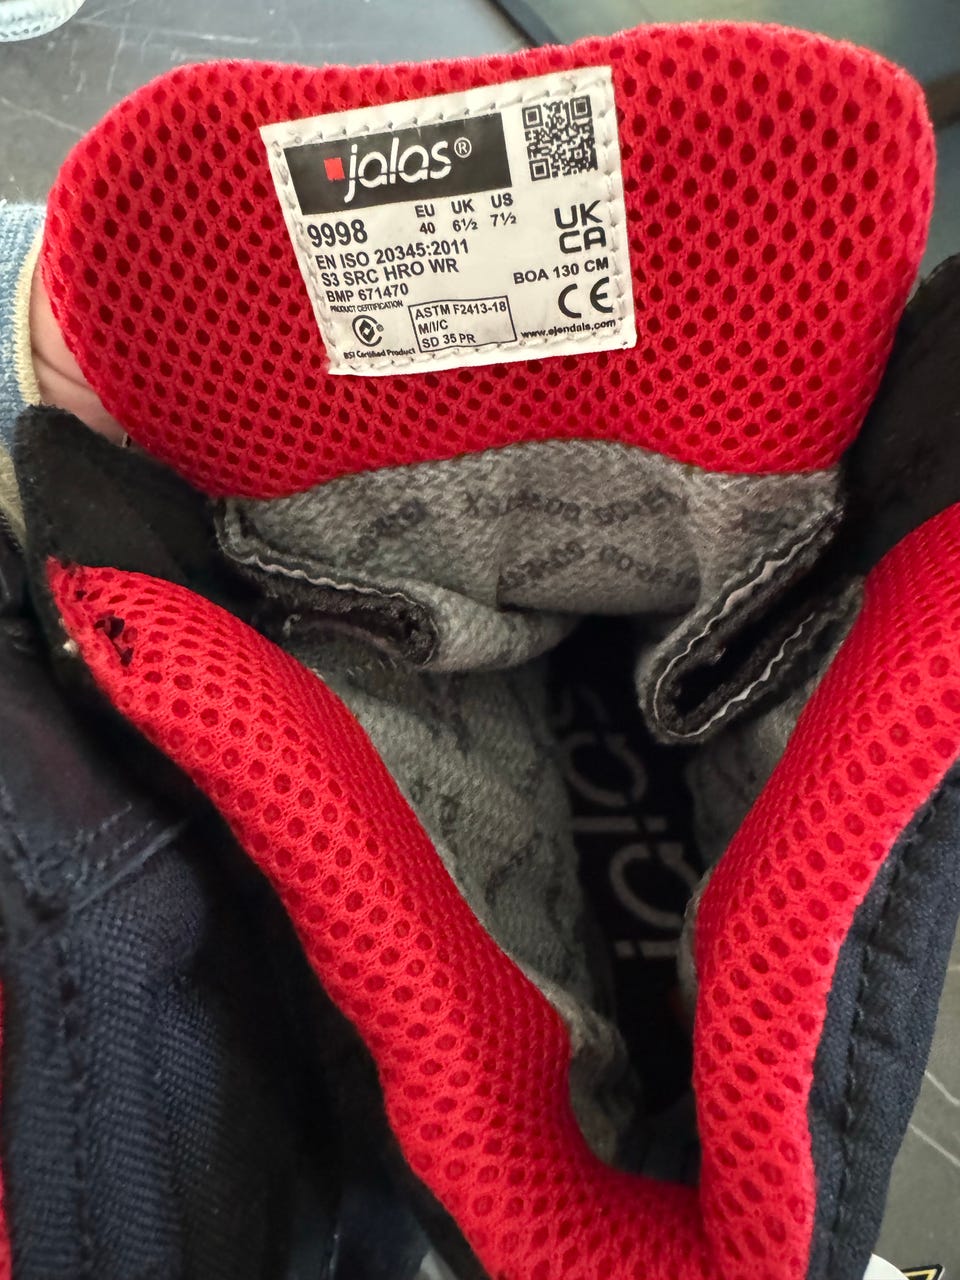 jalas®
EU UK US
9998 40 6½ 7½
EN ISO 20345:2011
S3 SRC HRO WR
BMP 671470
PRODUCT CERTIFICATION
BSI Certified Product
ASTM F2413-18
M/I/C
SD 35 PR
UK
CA
BOA 130 CM
CE
www.ejendals.com
jalas